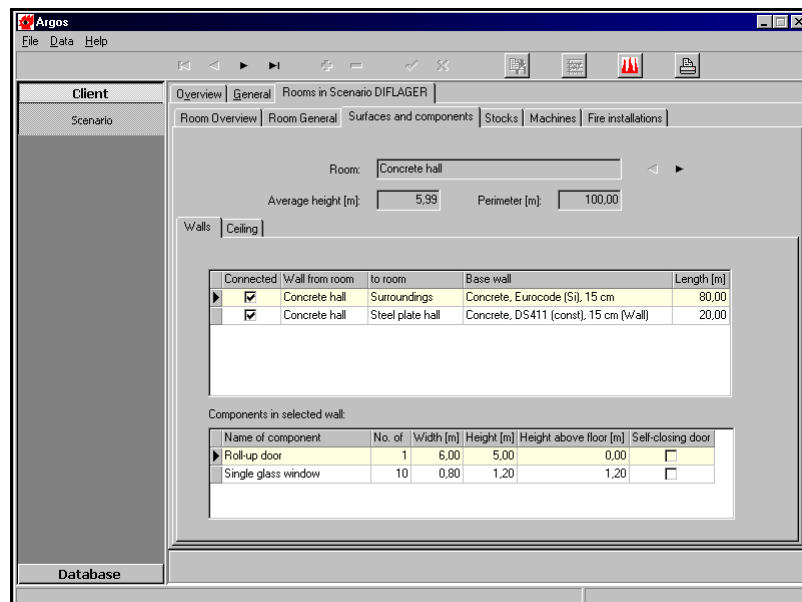 Argos
File Data Help
Client
Scenario
Database
Overview General Rooms in Scenario DIFLAGER
Room Overview Room General Surfaces and components Stocks Machines Fire installations
Room: Concrete hall
Average height [m]: 5,99 Perimeter [m]: 100,00
Walls Ceiling
Connected Wall from room to room Base wall Length [m]
Concrete hall Surroundings Concrete, Eurocode (Si), 15 cm 80,00
Concrete hall Steel plate hall Concrete, DS411 (const), 15 cm (Wall) 20,00
Components in selected wall:
Name of component No. of Width [m] Height [m] Height above floor [m] Self-closing door
Roll-up door 1 6,00 5,00 0,00
Single glass window 10 0,80 1,20 1,20